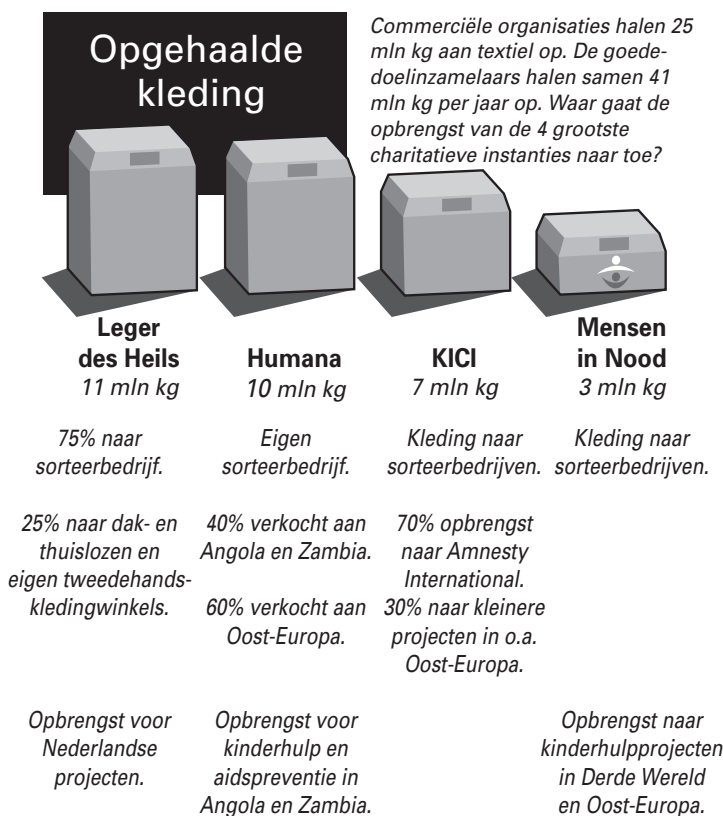 Opgehaalde
kleding
Commerciële organisaties halen 25
mln kg aan textiel op. De goede-
doelinzamelaars halen samen 41
mln kg per jaar op. Waar gaat de
opbrengst van de 4 grootste
charitatieve instanties naar toe?
Leger
des Heils
11 mln kg
75% naar
sorteerbedrijf.
25% naar dak- en
thuislozen en
eigen tweedehands-
kledingwinkels.
Opbrengst voor
Nederlandse
projecten.
Humana
10 mln kg
Eigen
sorteerbedrijf.
40% verkocht aan
Angola en Zambia.
60% verkocht aan
Oost-Europa.
Opbrengst voor
kinderhulp en
aidspreventie in
Angola en Zambia.
KICI
7 mln kg
Kleding naar
sorteerbedrijven.
70% opbrengst
naar Amnesty
International.
30% naar kleinere
projecten in o.a.
Oost-Europa.
Mensen
in Nood
3 mln kg
Kleding naar
sorteerbedrijven.
Opbrengst naar
kinderhulpprojecten
in Derde Wereld
en Oost-Europa.